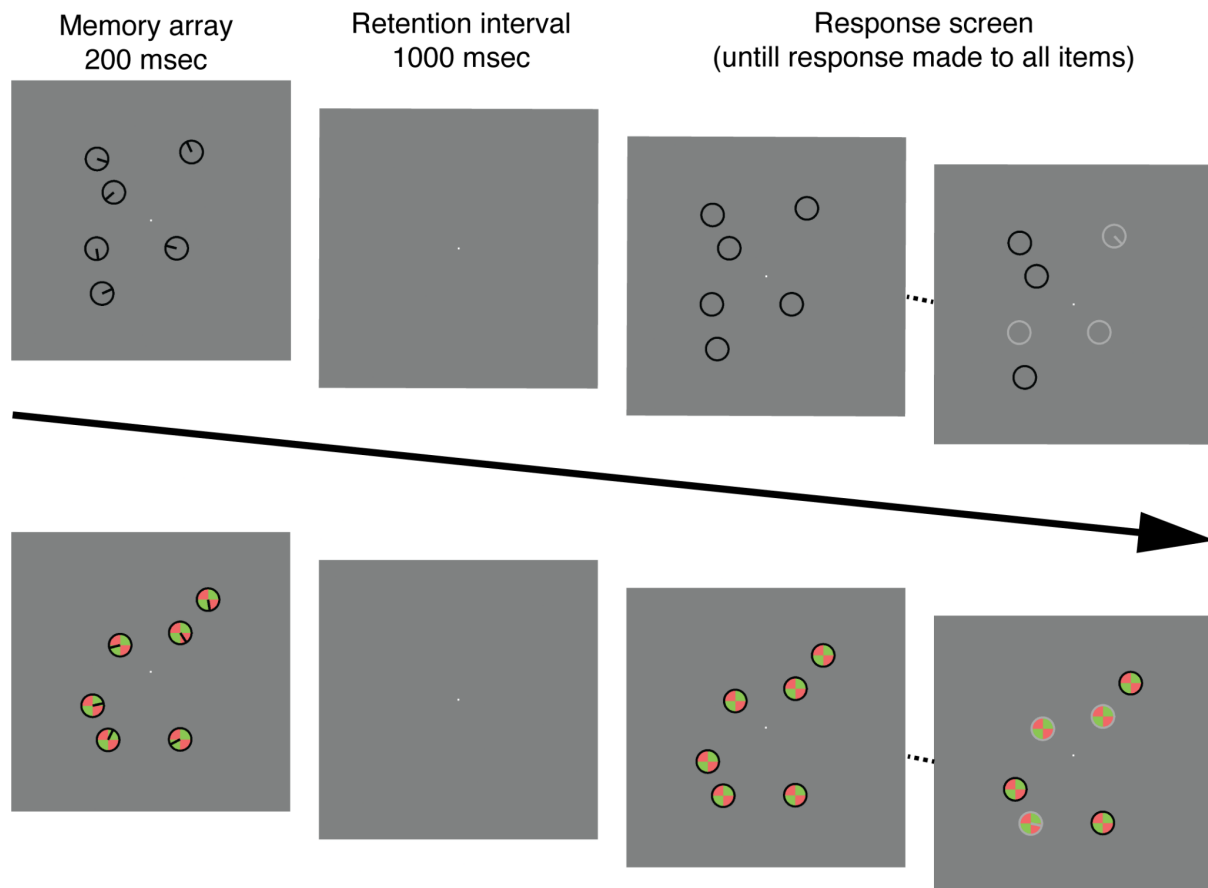 Memory array
200 msec
Retention interval
1000 msec
Response screen
(untill response made to all items)